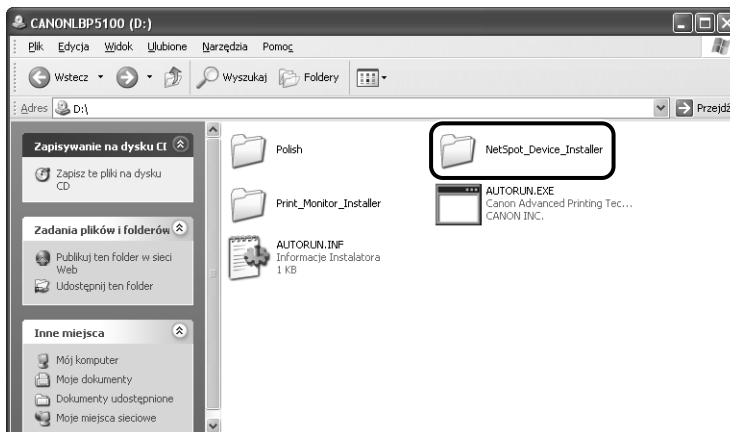 CANONLBP5100 (D:)
Plik Edycja Widok Ulubione Narzędzia Pomoc
Wstecz Wyszukaj Foldery
Adres D:\ Przejdź
Zapisywanie na dysku CD
Zapisz te pliki na dysku
CD
Zadania plików i folderów
Publikuj ten folder w sieci
Web
Udostępnij ten folder
Inne miejsca
Mój komputer
Moje dokumenty
Dokumenty udostępnione
Moje miejsca sieciowe
Polish
NetSpot_Device_Installer
Print_Monitor_Installer
AUTORUN.EXE
Canon Advanced Printing Tec...
CANON INC.
AUTORUN.INF
Informacje Instalatora
1 KB